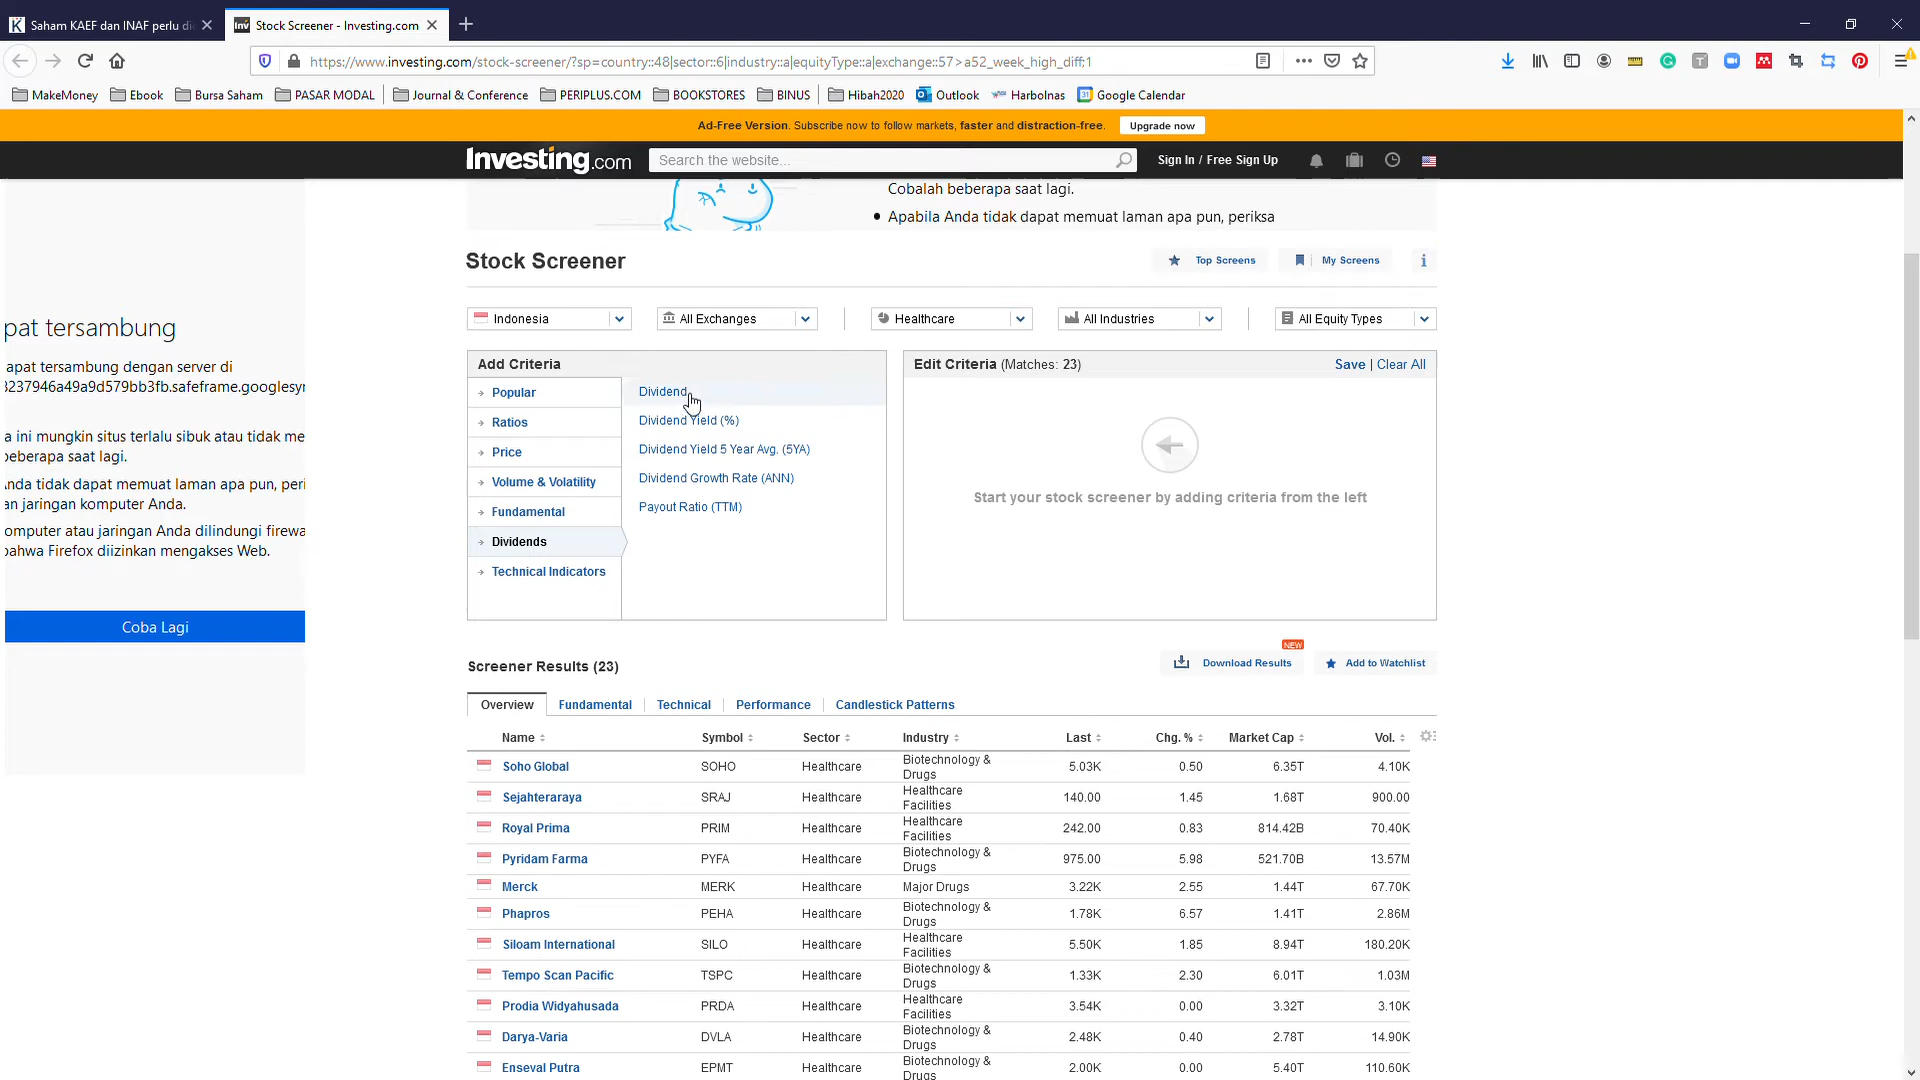 Saham KAEF dan INAF perlu di
Stock Screener - Investing.com
https://www.investing.com/stock-screener/?sp=country::48|sector::6|industry::a|equityType::a|exchange::57>a52_week_high_diff;1
MakeMoney
Ebook
Bursa Saham
PASAR MODAL
Journal & Conference
PERIPLUS.COM
BOOKSTORES
BINUS
Hibah2020
Outlook
Harbolnas
Google Calendar
Ad-Free Version. Subscribe now to follow markets, faster and distraction-free.
Upgrade now
Investing.com
Search the website...
Sign In / Free Sign Up
Cobalah beberapa saat lagi.
Apabila Anda tidak dapat memuat laman apa pun, periksa
Stock Screener
Top Screens
My Screens
Indonesia
All Exchanges
Healthcare
All Industries
All Equity Types
pat tersambung
apat tersambung dengan server di
3237946a49a9d579bb3fb.safeframe.googlesyn
a ini mungkin situs terlalu sibuk atau tidak me
beberapa saat lagi.
Anda tidak dapat memuat laman apa pun, peri
an jaringan komputer Anda.
omputer atau jaringan Anda dilindungi firewa
bahwa Firefox diizinkan mengakses Web.
Coba Lagi
Add Criteria
Popular
Ratios
Price
Volume & Volatility
Fundamental
Dividends
Technical Indicators
Dividend
Dividend Yield (%)
Dividend Yield 5 Year Avg. (5YA)
Dividend Growth Rate (ANN)
Payout Ratio (TTM)
Edit Criteria (Matches: 23)
Save | Clear All
Start your stock screener by adding criteria from the left
Screener Results (23)
NEW
Download Results
Add to Watchlist
Overview
Fundamental
Technical
Performance
Candlestick Patterns
Name Symbol Sector Industry Last Chg. % Market Cap Vol.
Soho Global SOHO Healthcare Biotechnology & Drugs 5.03K 0.50 6.35T 4.10K
Sejahteraraya SRAJ Healthcare Healthcare Facilities 140.00 1.45 1.68T 900.00
Royal Prima PRIM Healthcare Healthcare Facilities 242.00 0.83 814.42B 70.40K
Pyridam Farma PYFA Healthcare Biotechnology & Drugs 975.00 5.98 521.70B 13.57M
Merck MERK Healthcare Major Drugs 3.22K 2.55 1.44T 67.70K
Phapros PEHA Healthcare Biotechnology & Drugs 1.78K 6.57 1.41T 2.86M
Siloam International SILO Healthcare Healthcare Facilities 5.50K 1.85 8.94T 180.20K
Tempo Scan Pacific TSPC Healthcare Biotechnology & Drugs 1.33K 2.30 6.01T 1.03M
Prodia Widyahusada PRDA Healthcare Healthcare Facilities 3.54K 0.00 3.32T 3.10K
Darya-Varia DVLA Healthcare Biotechnology & Drugs 2.48K 0.40 2.78T 14.90K
Enseval Putra EPMT Healthcare Biotechnology & Drugs 2.00K 0.00 5.40T 110.60K